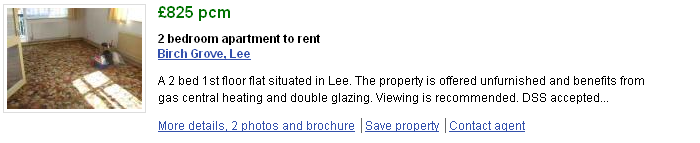 £825 pcm
2 bedroom apartment to rent
Birch Grove, Lee
A 2 bed 1st floor flat situated in Lee. The property is offered unfurnished and benefits from
gas central heating and double glazing. Viewing is recommended. DSS accepted...
More details, 2 photos and brochure | Save property | Contact agent